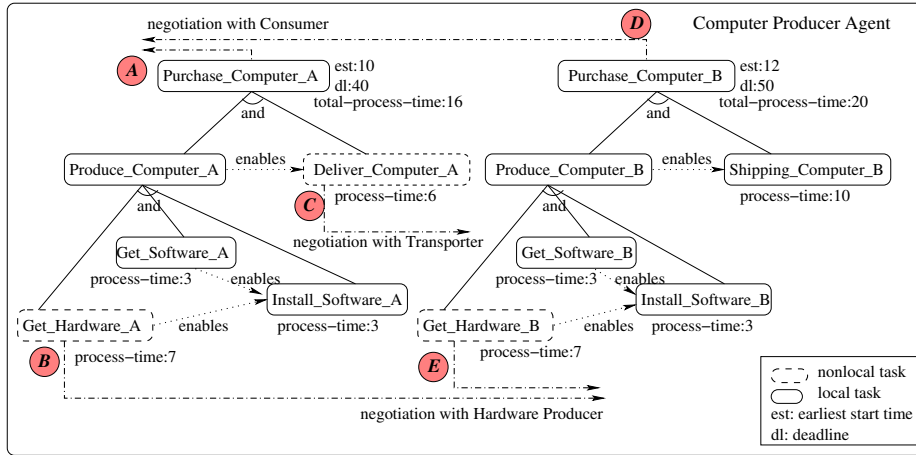 negotiation with Consumer
D
Computer Producer Agent
A
Purchase_Computer_A
est:10
dl:40
total-process-time:16
and
Purchase_Computer_B
est:12
dl:50
total-process-time:20
and
Produce_Computer_A
enables
Deliver_Computer_A
process-time:6
and
C
negotiation with Transporter
Produce_Computer_B
enables
Shipping_Computer_B
process-time:10
and
Get_Software_A
process-time:3
enables
Install_Software_A
process-time:3
Get_Hardware_A
enables
process-time:7
B
Get_Software_B
process-time:3
enables
Install_Software_B
process-time:3
Get_Hardware_B
enables
process-time:7
E
negotiation with Hardware Producer
nonlocal task
local task
est: earliest start time
dl: deadline